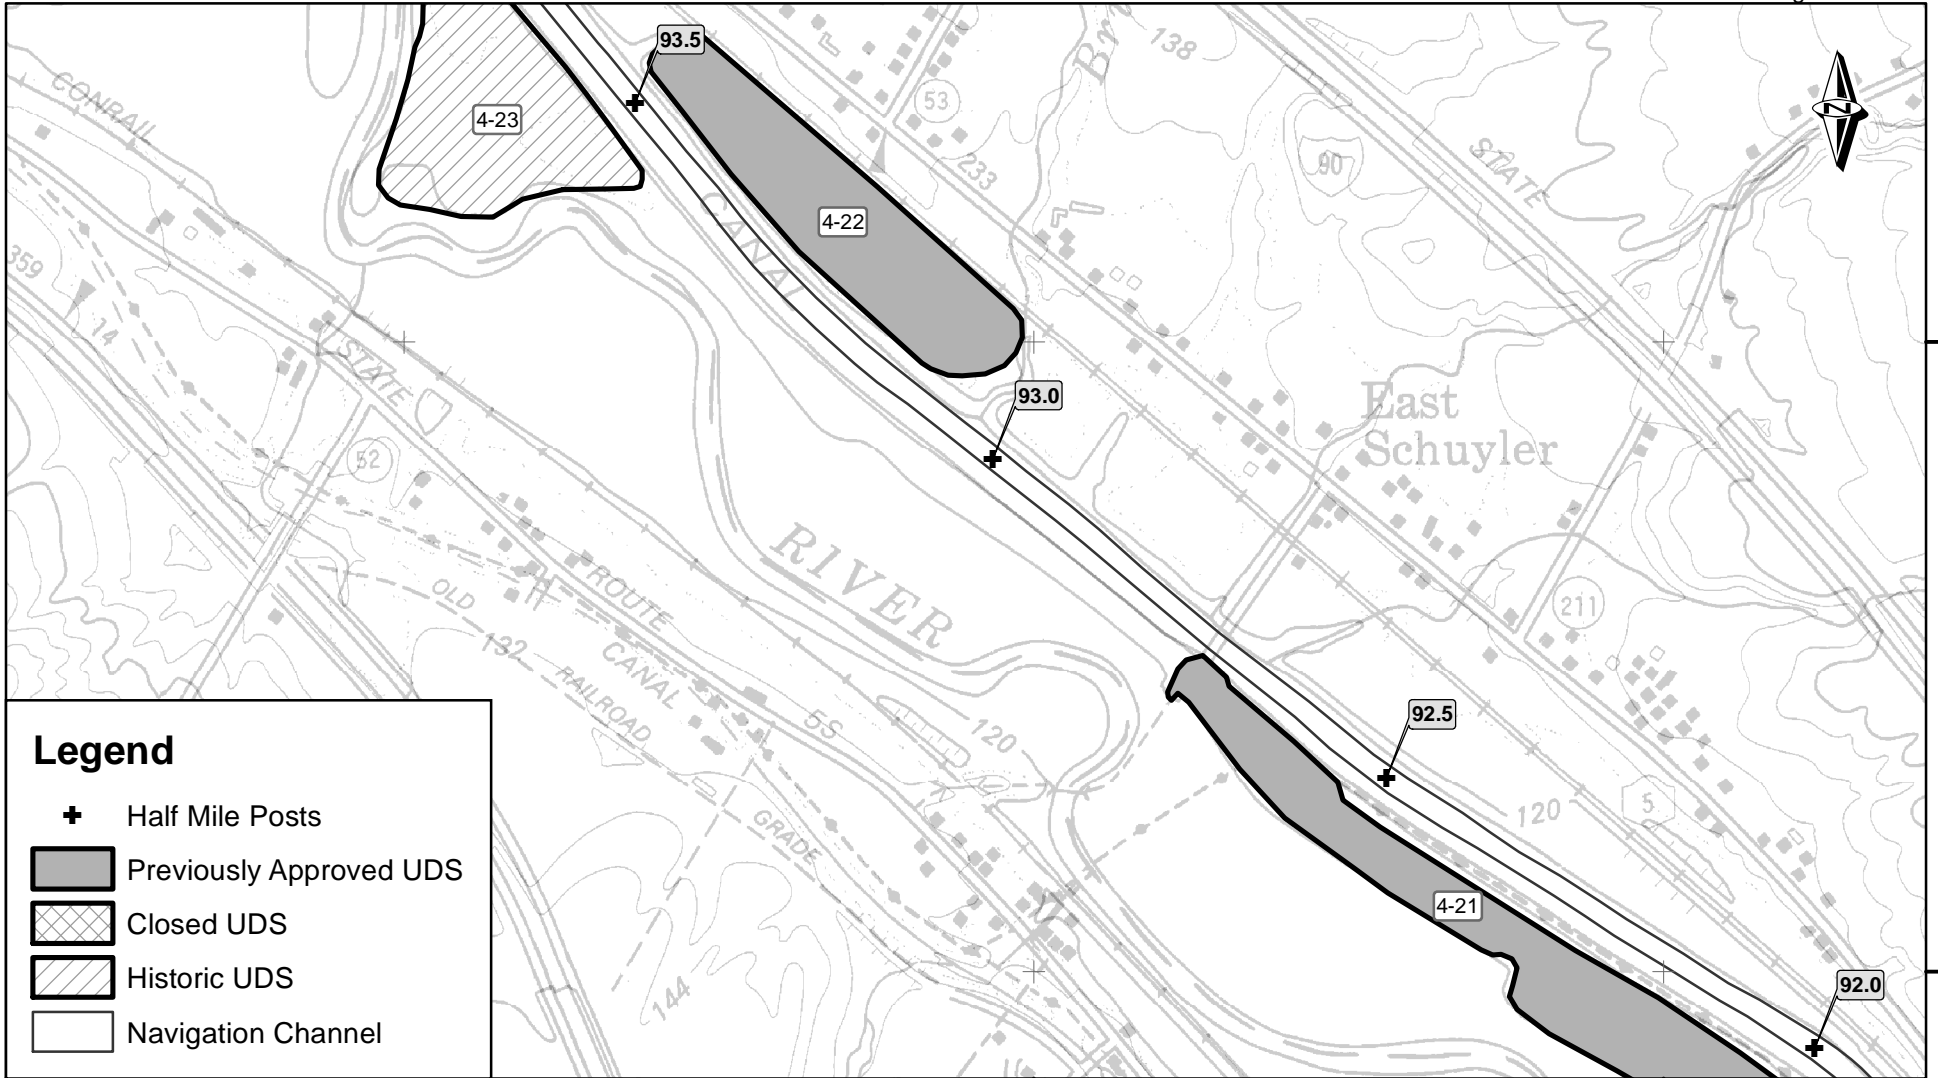 93.5
138
Br
CONRAIL
4-23
53
N
90
STATE
233
4-22
CANAL
359
14
STATE
93.0
East
Schuyler
52
RIVER
ROUTE
OLD
211
132
CANAL
RAILROAD
5S
120
92.5
120
5
GRADE
4-21
144
92.0
Legend
Half Mile Posts
Previously Approved UDS
Closed UDS
Historic UDS
Navigation Channel